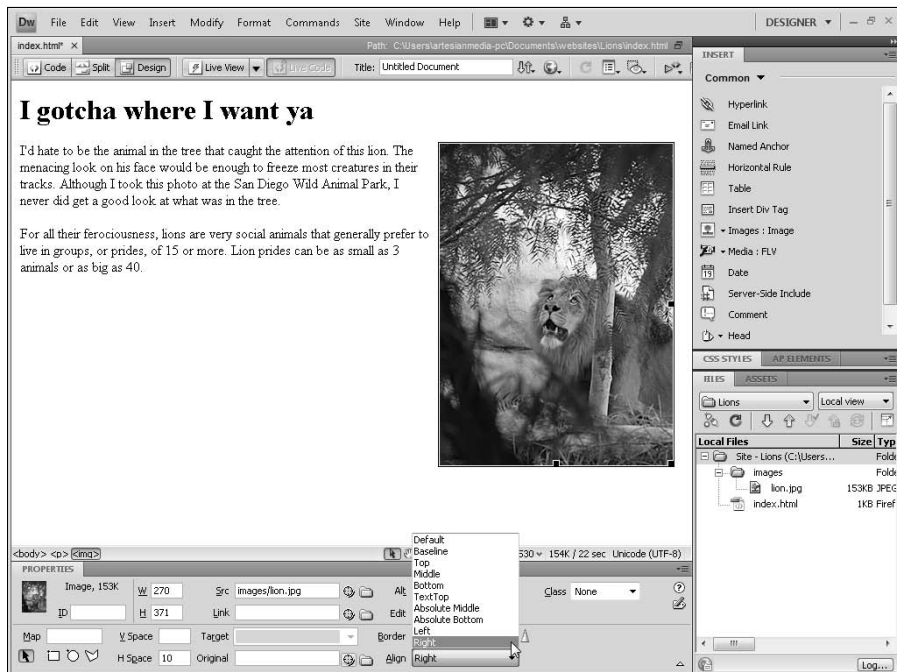 Dw File Edit View Insert Modify Format Commands Site Window Help DESIGNER
index.html* Path: C:\Users\artesianmedia-pc\Documents\websites\Lions\index.html
Code Split Design Live View Live Code Title: Untitled Document
I gotcha where I want ya
I'd hate to be the animal in the tree that caught the attention of this lion. The
menacing look on his face would be enough to freeze most creatures in their
tracks. Although I took this photo at the San Diego Wild Animal Park, I
never did get a good look at what was in the tree.
For all their ferociousness, lions are very social animals that generally prefer to
live in groups, or prides, of 15 or more. Lion prides can be as small as 3
animals or as big as 40.
INSERT
Common
Hyperlink
Email Link
Named Anchor
Horizontal Rule
Table
Insert Div Tag
Images : Image
Media : FLV
19 Date
Server-Side Include
Comment
Head
CSS STYLES AP ELEMENTS
FILES ASSETS
Lions Local view
Local Files Size Typ
Site - Lions (C:\Users... Folde
images Folde
lion.jpg 153KB JPEG
index.html 1KB Firef
Log...
<body> <p> <img> 530 154K / 22 sec Unicode (UTF-8)
PROPERTIES
Image, 153K W 270 Src images/lion.jpg Alt Class None
ID H 371 Link Edit
Map V Space Target Border
H Space 10 Original Align Right
Default
Baseline
Top
Middle
Bottom
TextTop
Absolute Middle
Absolute Bottom
Left
Right